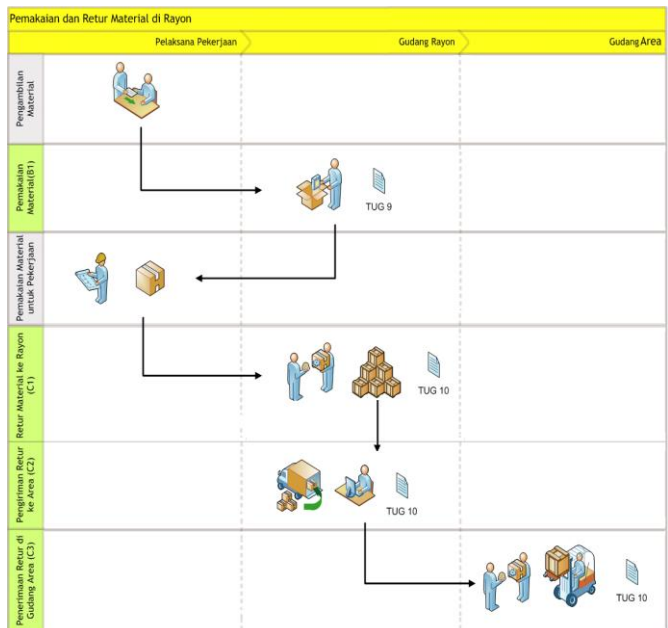 Pemakaian dan Retur Material di Rayon
Pelaksana Pekerjaan
Gudang Rayon
Gudang Area
Pengambilan
Material
Pemakaian
Material(B1)
TUG 9
Pemakaian Material
untuk Pekerjaan
Retur Material ke Rayon
(C1)
TUG 10
Pengiriman Retur
ke Area (C2)
TUG 10
Penerimaan Retur di
Gudang Area (C3)
TUG 10